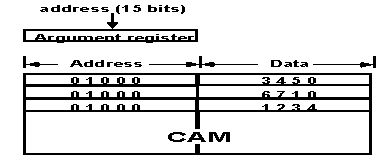 address (15 bits)
Argument register
Address Data
0 1 0 0 0 3 4 5 0
0 1 0 0 0 6 7 1 0
0 1 0 0 0 1 2 3 4
CAM